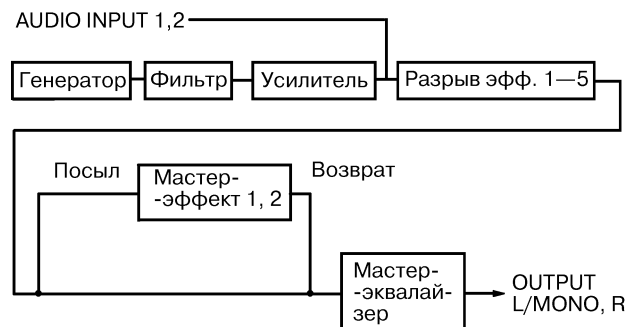 AUDIO INPUT 1,2
Генератор Фильтр Усилитель Разрыв эфф. 1—5
Посыл
Мастер-
-эффект 1, 2
Возврат
Мастер-
-эквалай-
зер
OUTPUT
L/MONO, R